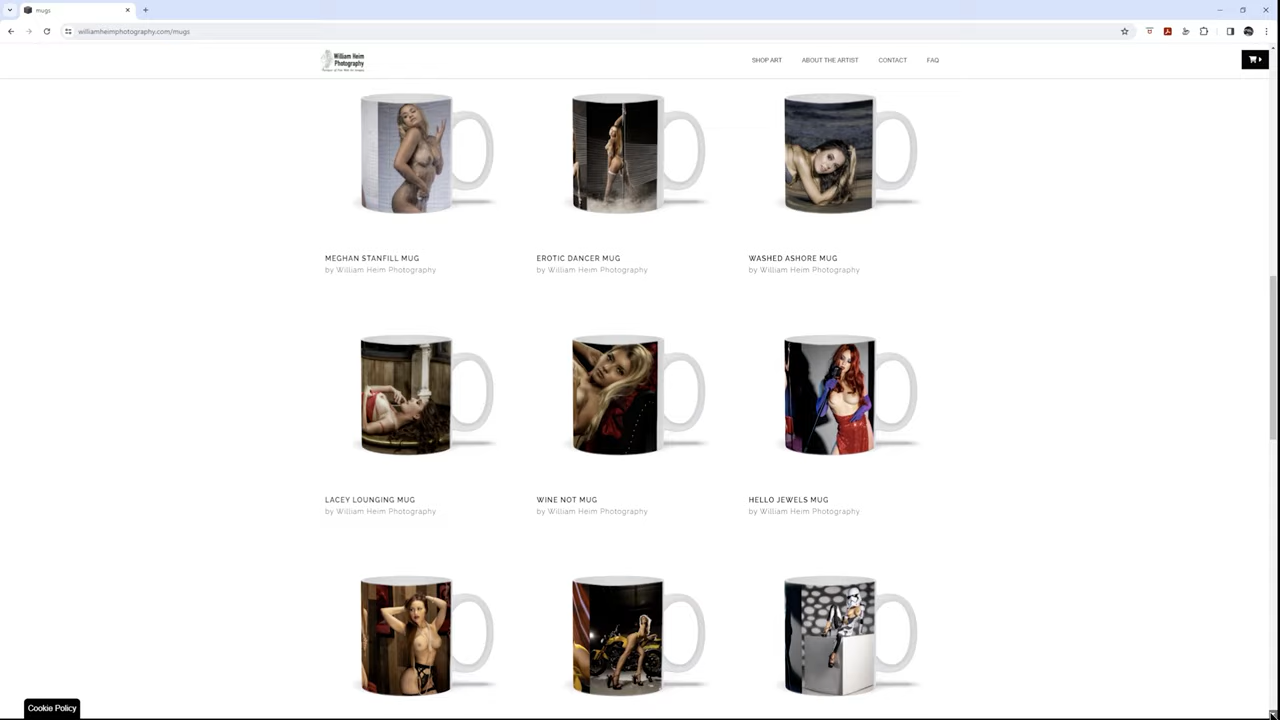 mugs
williamheimphotography.com/mugs
William Heim
Photography
SHOP ART
ABOUT THE ARTIST
CONTACT
FAQ
MEGHAN STANFILL MUG
by William Heim Photography
EROTIC DANCER MUG
by William Heim Photography
WASHED ASHORE MUG
by William Heim Photography
LACEY LOUNGING MUG
by William Heim Photography
WINE NOT MUG
by William Heim Photography
HELLO JEWELS MUG
by William Heim Photography
Cookie Policy